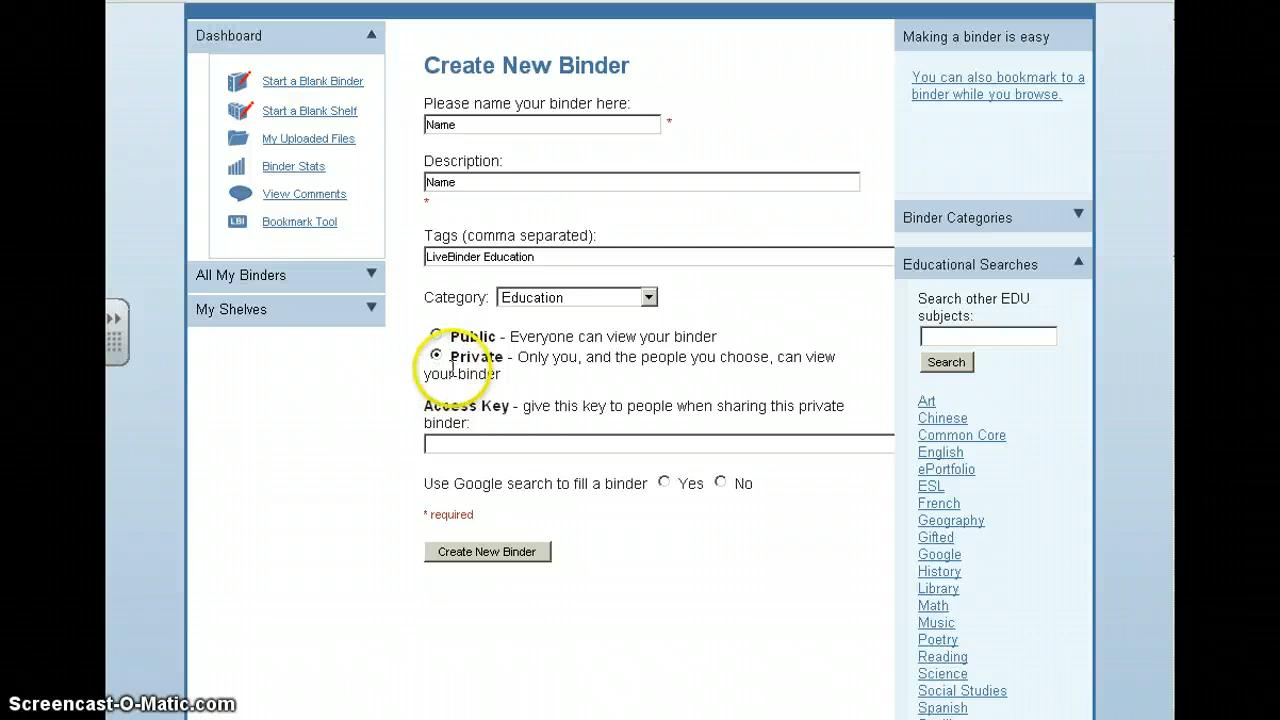 Dashboard
Start a Blank Binder
Start a Blank Shelf
My Uploaded Files
Binder Stats
View Comments
LBI Bookmark Tool
All My Binders
My Shelves
Create New Binder
Please name your binder here:
Name *
Description:
Name
*
Tags (comma separated):
LiveBinder Education
Category: Education
Public - Everyone can view your binder
Private - Only you, and the people you choose, can view
your binder
Access Key - give this key to people when sharing this private
binder:
Use Google search to fill a binder Yes No
* required
Create New Binder
Making a binder is easy
You can also bookmark to a
binder while you browse.
Binder Categories
Educational Searches
Search other EDU
subjects:
Search
Art
Chinese
Common Core
English
ePortfolio
ESL
French
Geography
Gifted
Google
History
Library
Math
Music
Poetry
Reading
Science
Social Studies
Spanish
Screencast-O-Matic.com